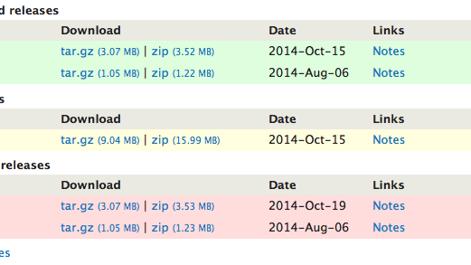 d releases
Download Date Links
tar.gz (3.07 MB) | zip (3.52 MB) 2014-Oct-15 Notes
tar.gz (1.05 MB) | zip (1.22 MB) 2014-Aug-06 Notes
s
Download Date Links
tar.gz (9.04 MB) | zip (15.99 MB) 2014-Oct-15 Notes
releases
Download Date Links
tar.gz (3.07 MB) | zip (3.53 MB) 2014-Oct-19 Notes
tar.gz (1.05 MB) | zip (1.23 MB) 2014-Aug-06 Notes
es